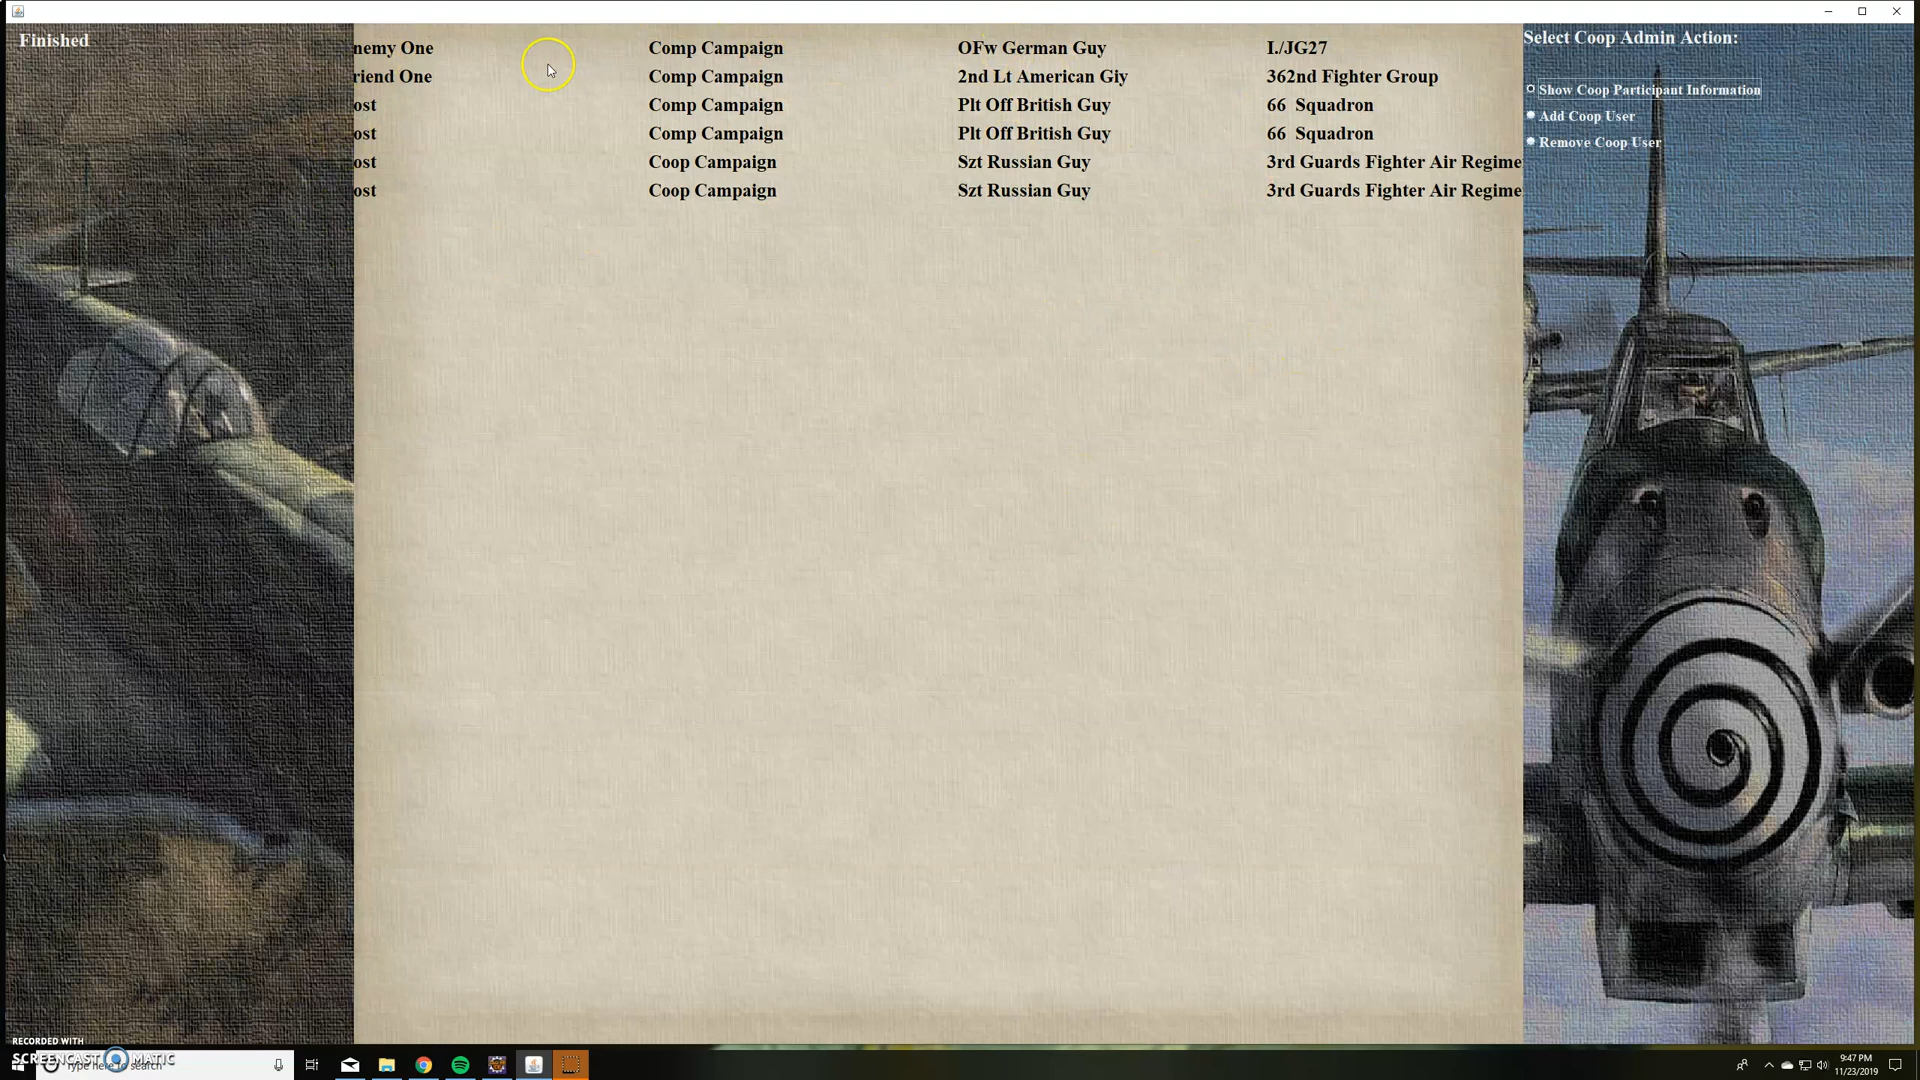 Finished
nemy One Comp Campaign OFw German Guy I./JG27
riend One Comp Campaign 2nd Lt American Giy 362nd Fighter Group
ost Comp Campaign Plt Off British Guy 66 Squadron
ost Comp Campaign Plt Off British Guy 66 Squadron
ost Coop Campaign Szt Russian Guy 3rd Guards Fighter Air Regime
ost Coop Campaign Szt Russian Guy 3rd Guards Fighter Air Regime
Select Coop Admin Action:
Show Coop Participant Information
Add Coop User
Remove Coop User
RECORDED WITH
SCREENCAST MATIC
Type here to search
9:47 PM
11/23/2019